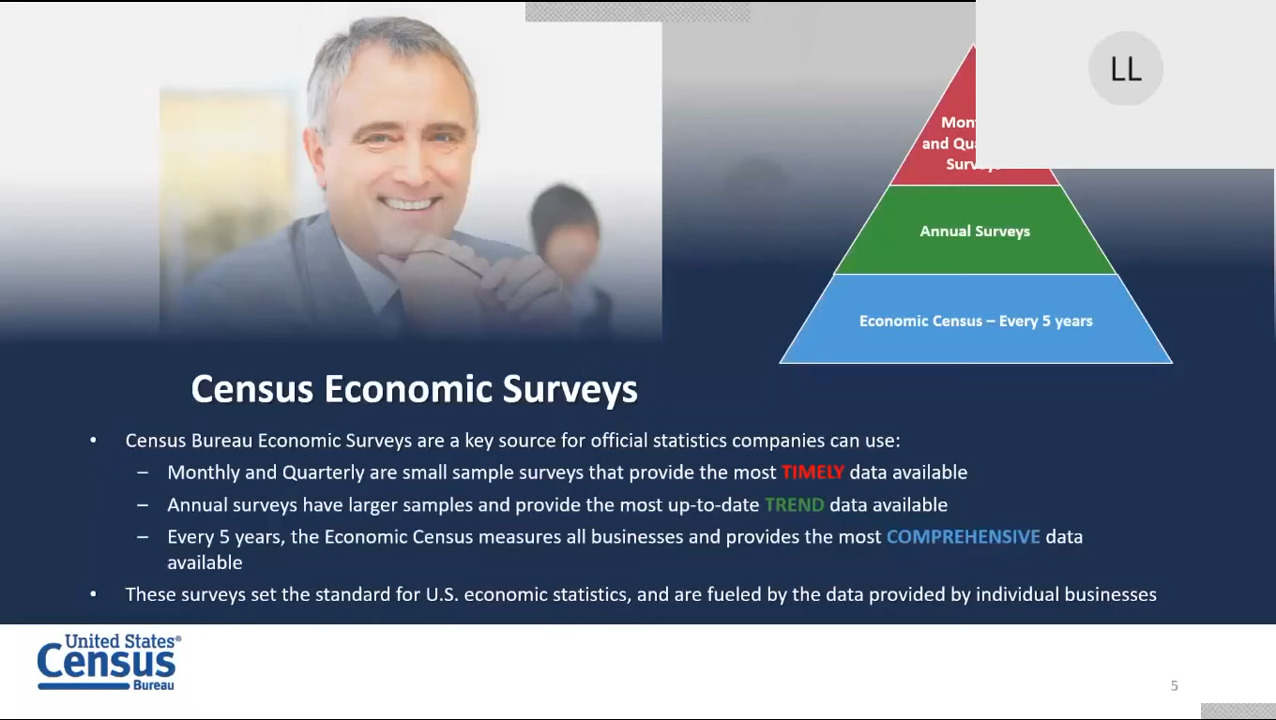 LL
Mon
and Qua
Surveys
Annual Surveys
Economic Census – Every 5 years
Census Economic Surveys
• Census Bureau Economic Surveys are a key source for official statistics companies can use:
– Monthly and Quarterly are small sample surveys that provide the most TIMELY data available
– Annual surveys have larger samples and provide the most up-to-date TREND data available
– Every 5 years, the Economic Census measures all businesses and provides the most COMPREHENSIVE data
available
• These surveys set the standard for U.S. economic statistics, and are fueled by the data provided by individual businesses
United States®
Census
Bureau
5